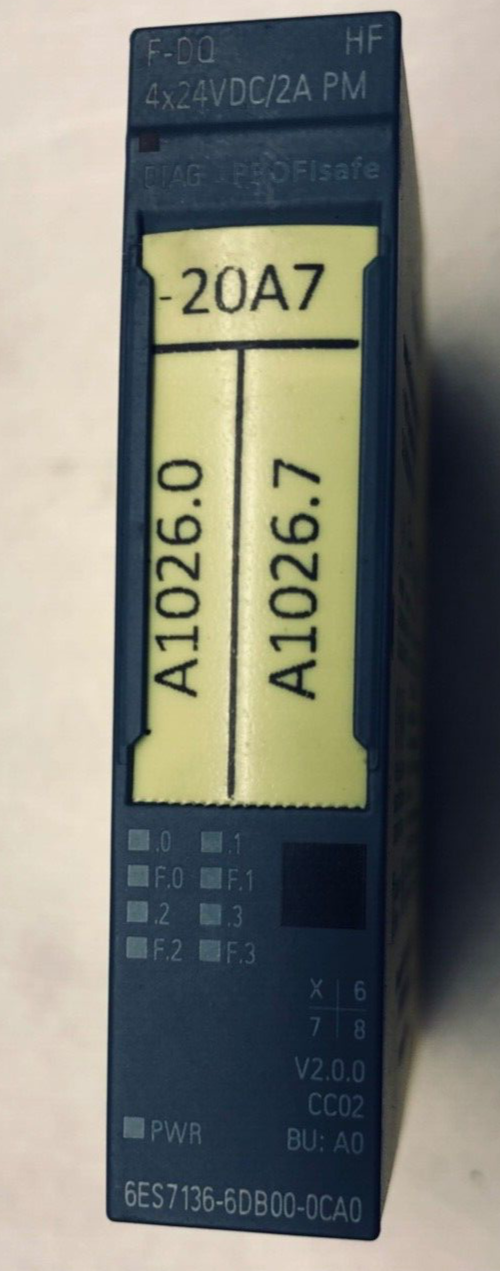 F-DQ HF
4x24VDC/2A PM
DIAG PROFIsafe
-20A7
A1026.0 A1026.7
.0 .1
F.0 F.1
.2 .3
F.2 F.3
X 6
7 8
V2.0.0
CC02
PWR BU: A0
6ES7136-6DB00-0CA0